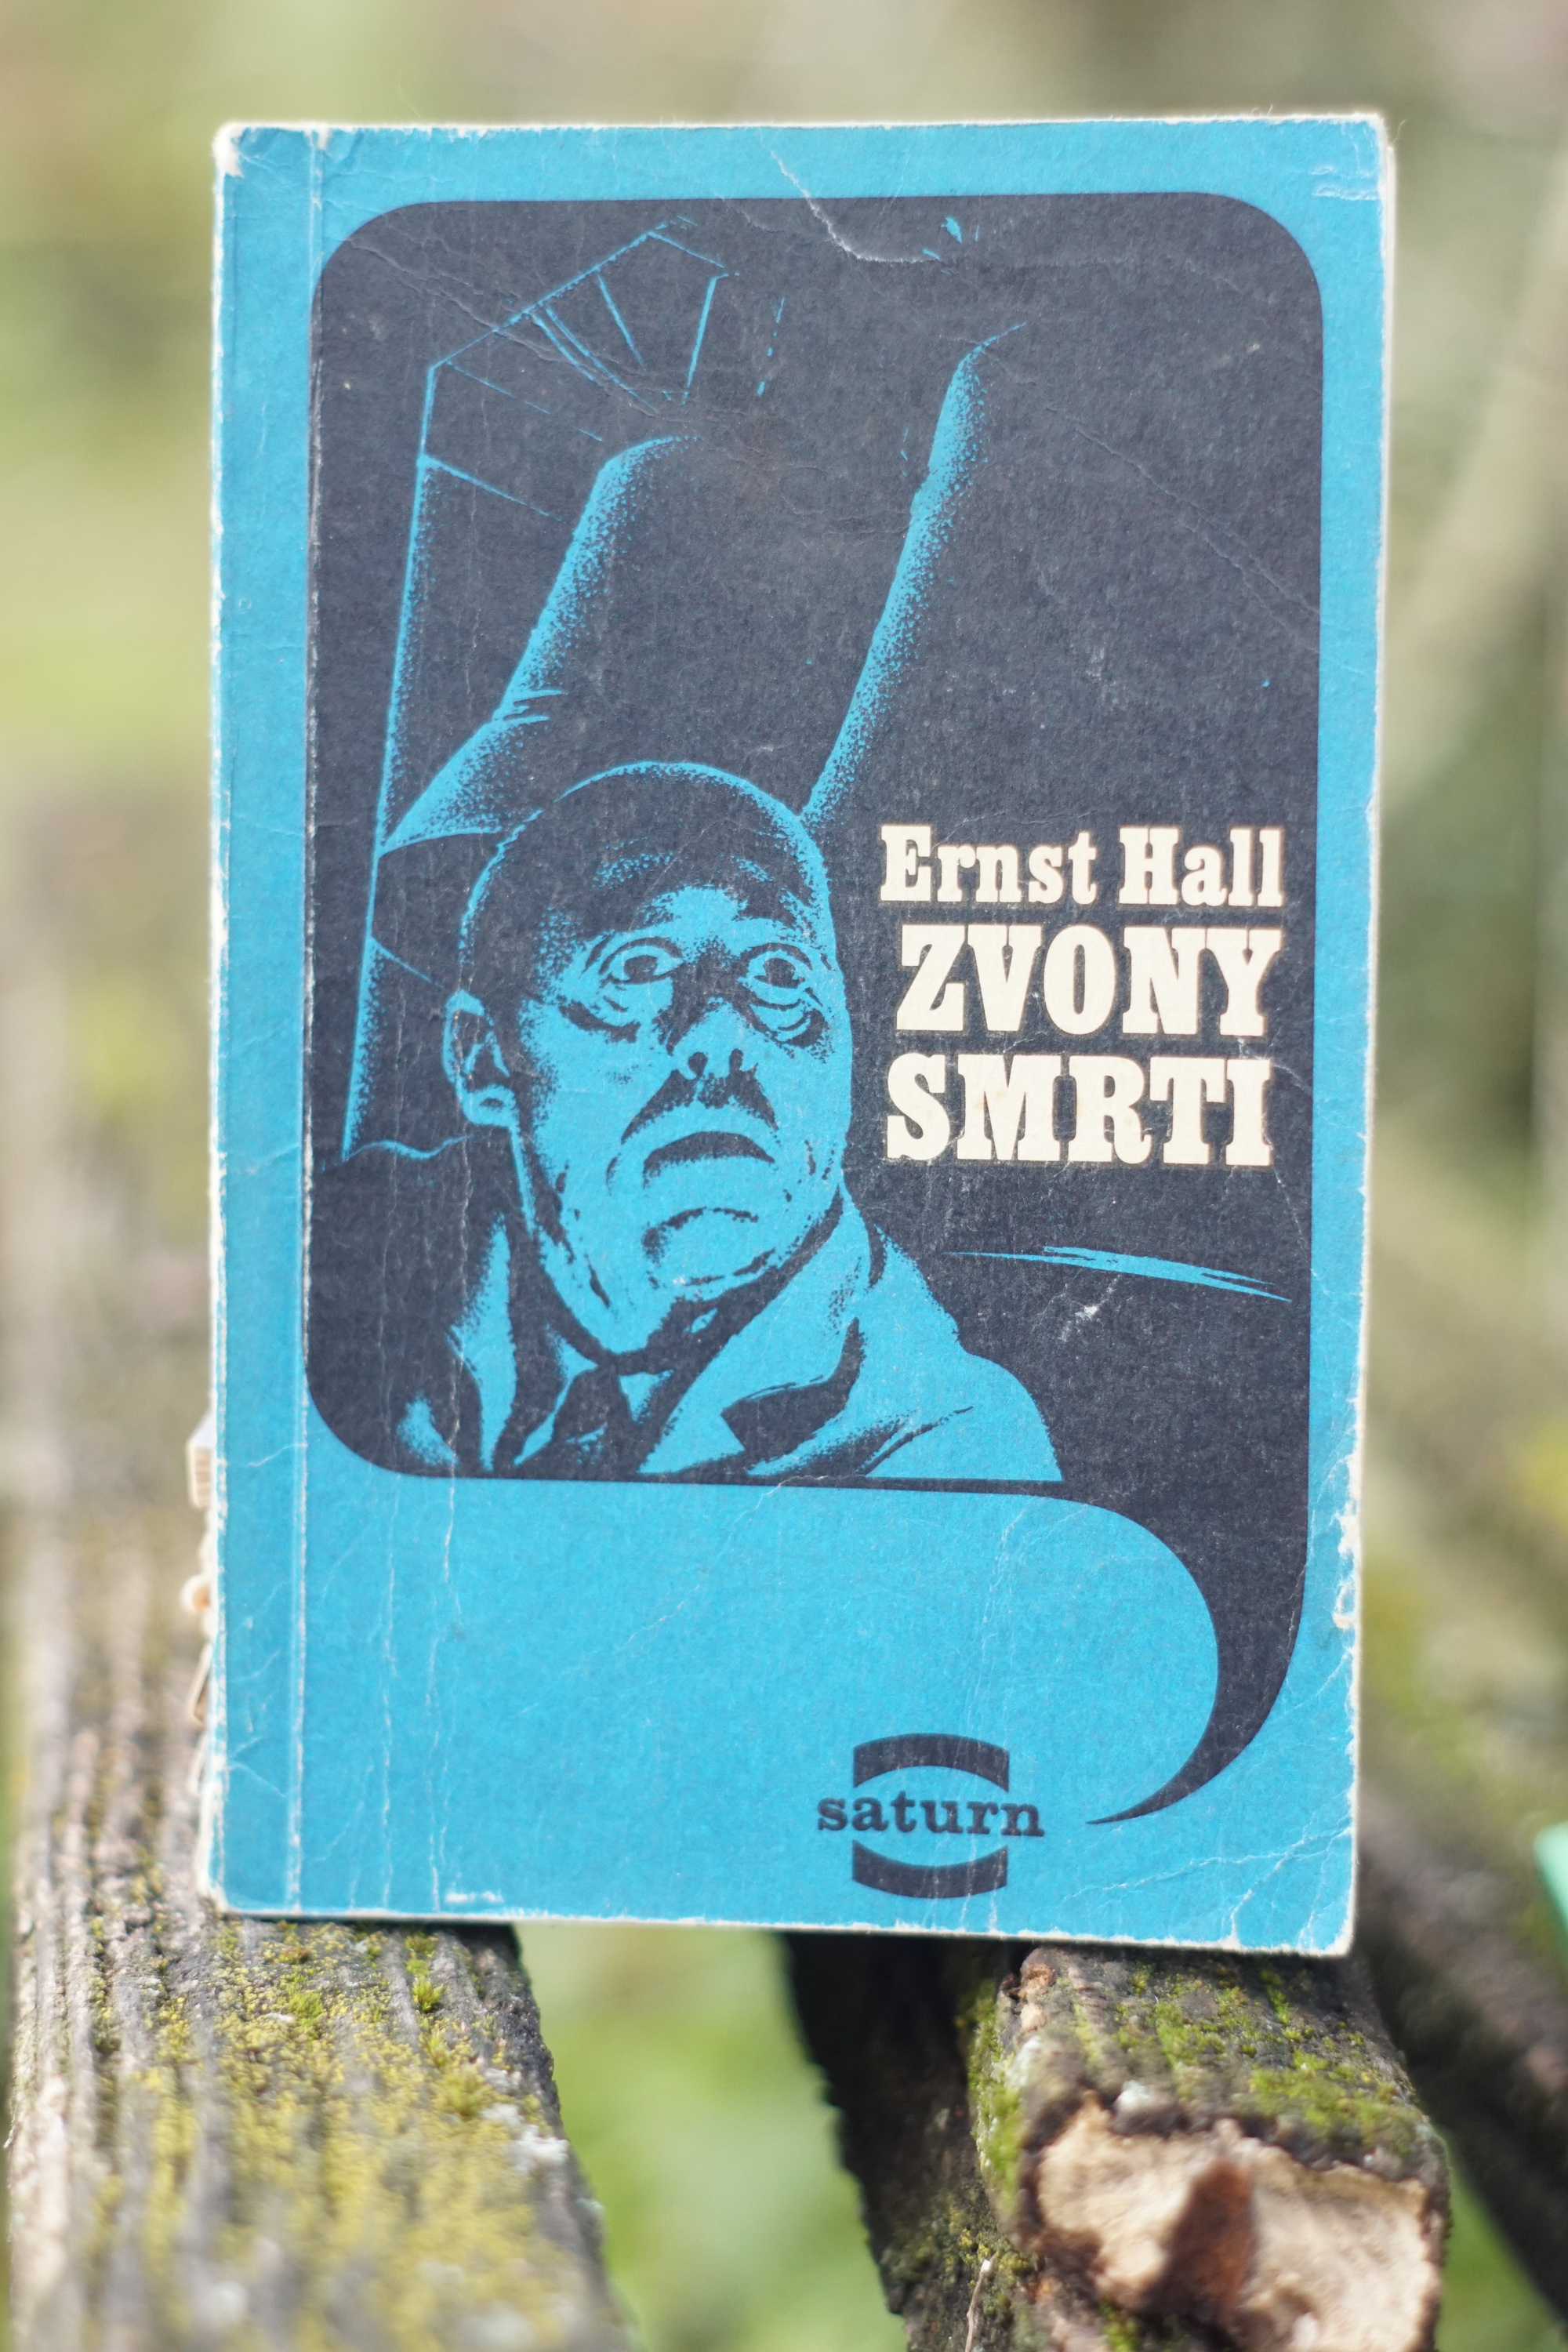 Ernst Hall
ZVONY
SMRTI
saturn